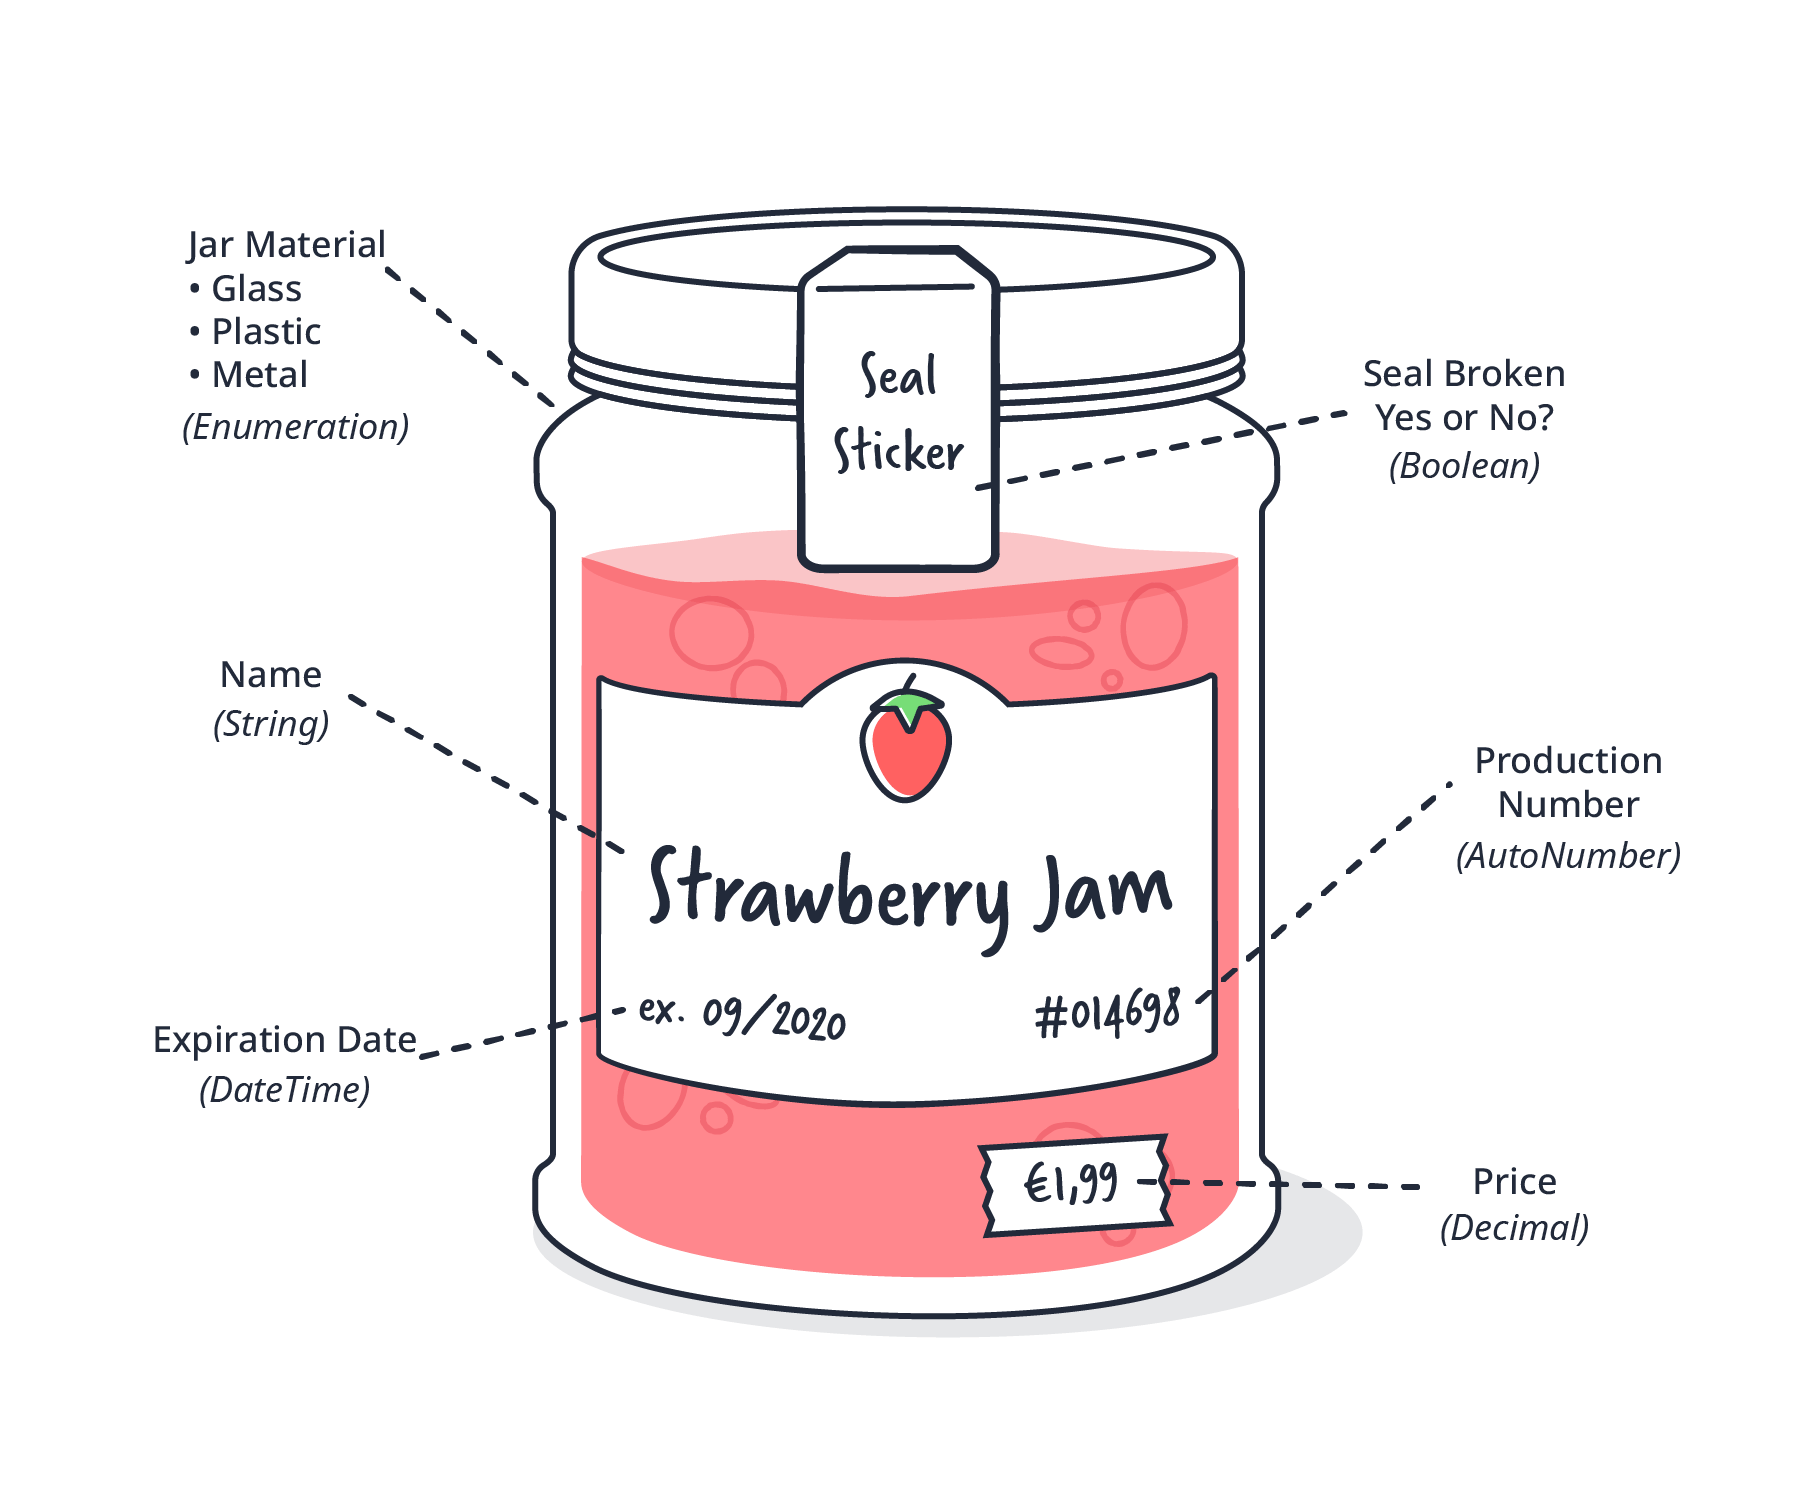 Jar Material
• Glass
• Plastic
• Metal
(Enumeration)
Seal
Sticker
Seal Broken
Yes or No?
(Boolean)
Name
(String)
Strawberry Jam
Production
Number
(AutoNumber)
ex. 09/2020
#014698
Expiration Date
(DateTime)
€1,99
Price
(Decimal)